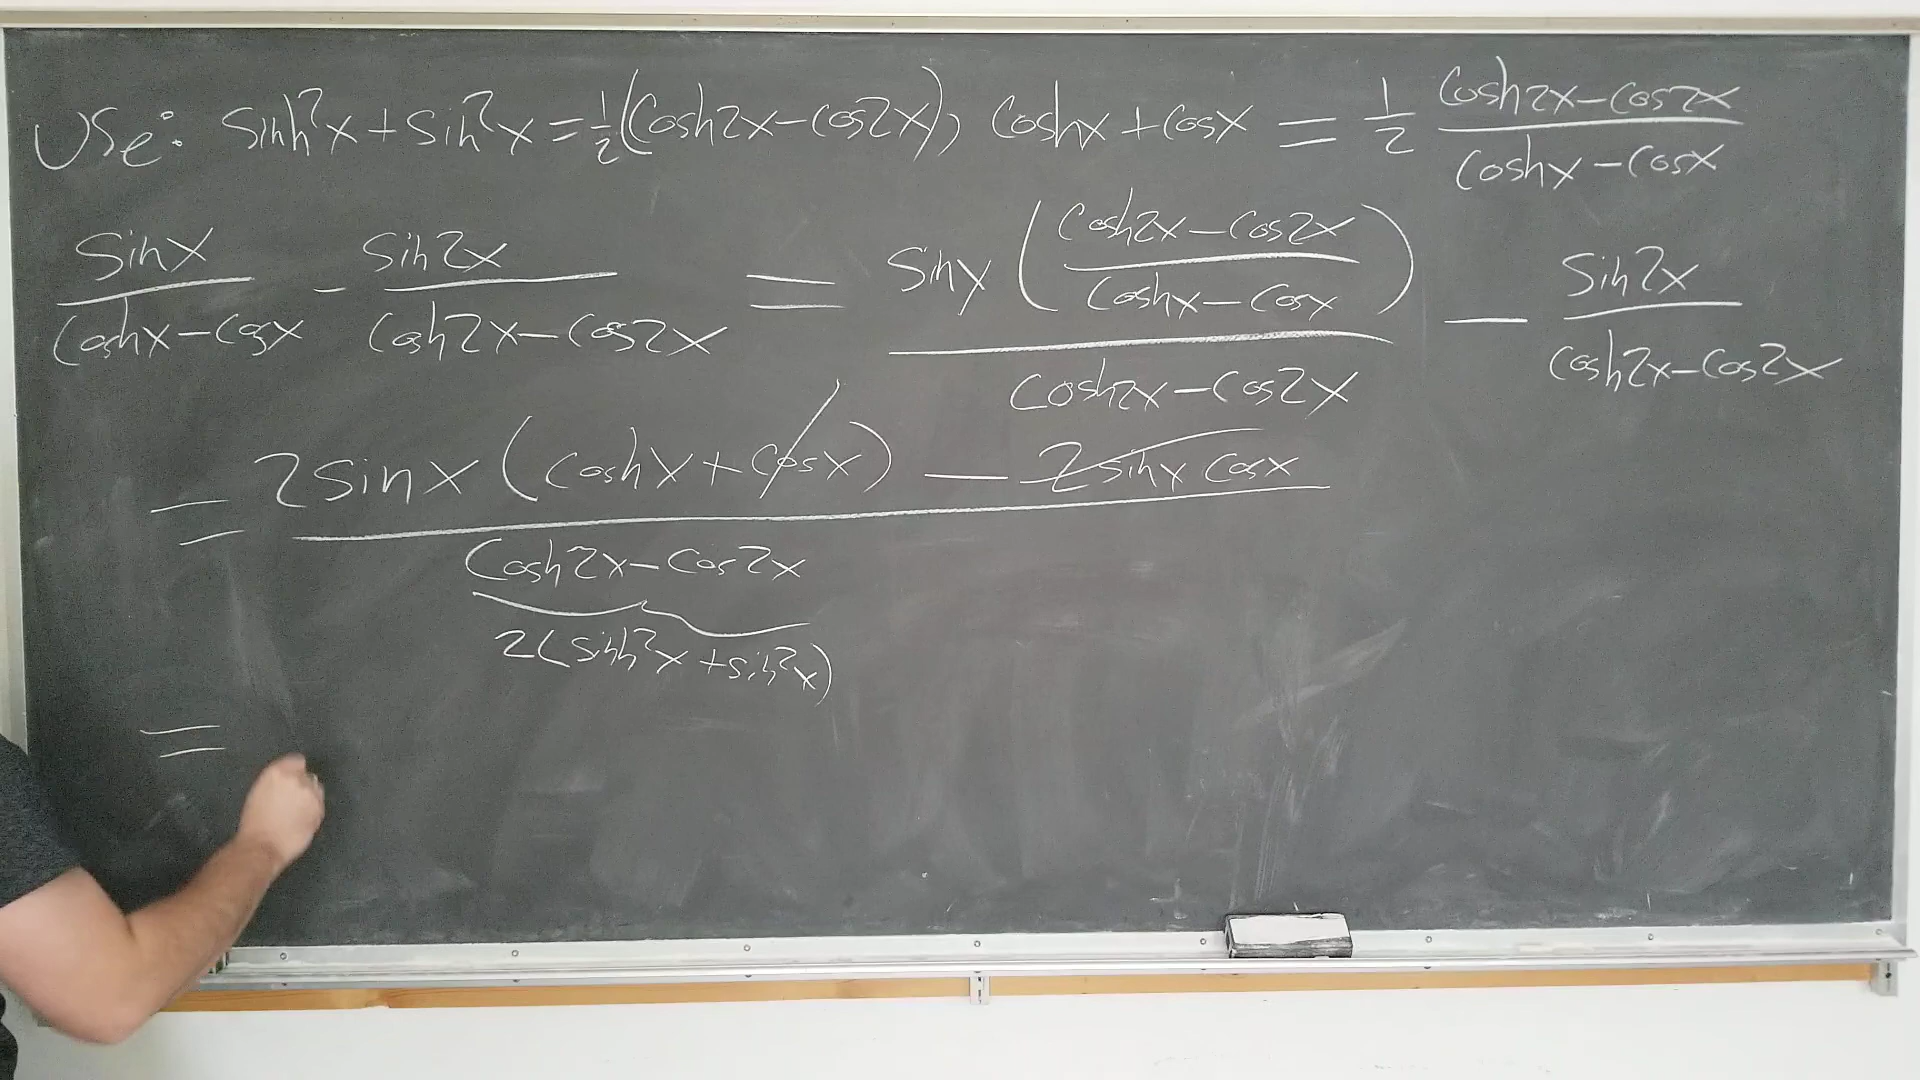 Use: sinh²x + sin²x = 1/2 (cosh2x - cos2x), coshx + cosx = 1/2 (cosh2x - cos2x)/(coshx - cosx)
sinx/(coshx - cosx) - sin2x/(cosh2x - cos2x) = sinx ((cosh2x - cos2x)/(coshx - cosx))/(cosh2x - cos2x) - sin2x/(cosh2x - cos2x)
= (2sinx (coshx + cosx) - 2sinx cosx)/(cosh2x - cos2x)
2(sinh²x + sin²x)
=